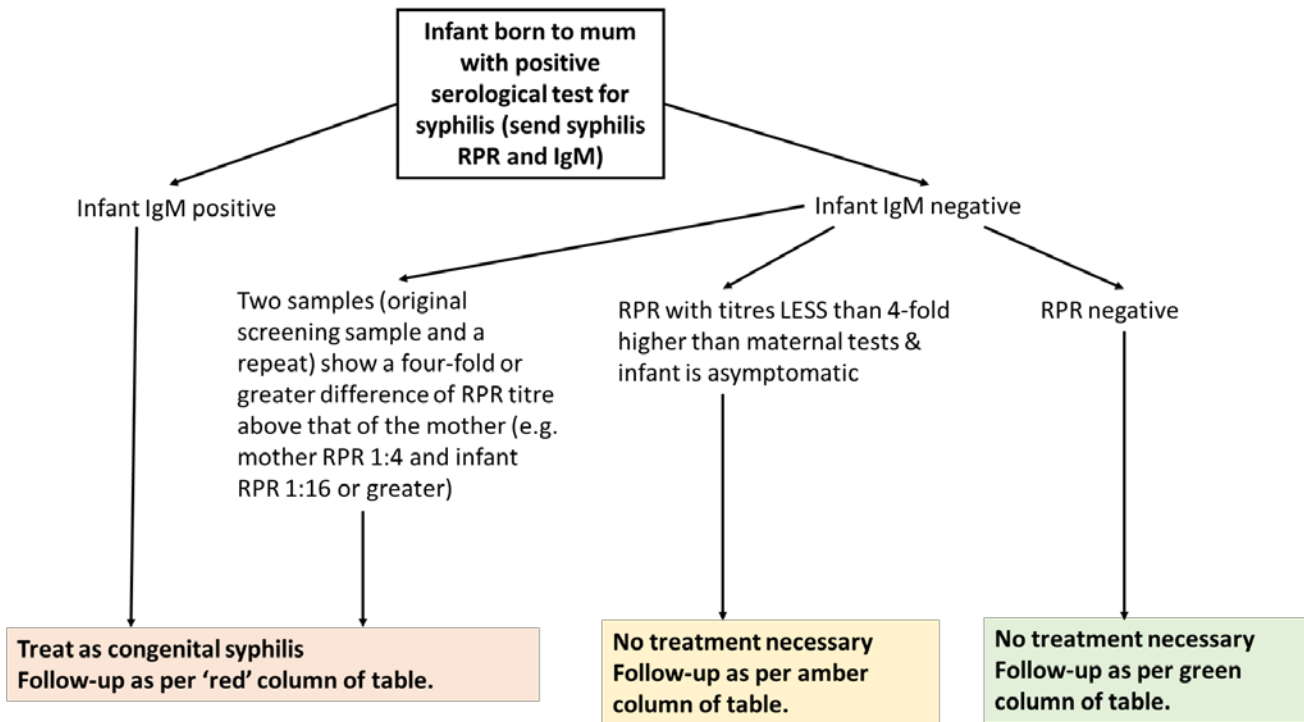 Infant born to mum
with positive
serological test for
syphilis (send syphilis
RPR and IgM)
Infant IgM positive
Infant IgM negative
Two samples (original
screening sample and a
repeat) show a four-fold or
greater difference of RPR titre
above that of the mother (e.g.
mother RPR 1:4 and infant
RPR 1:16 or greater)
RPR with titres LESS than 4-fold
higher than maternal tests &
infant is asymptomatic
RPR negative
Treat as congenital syphilis
Follow-up as per ‘red’ column of table.
No treatment necessary
Follow-up as per amber
column of table.
No treatment necessary
Follow-up as per green
column of table.